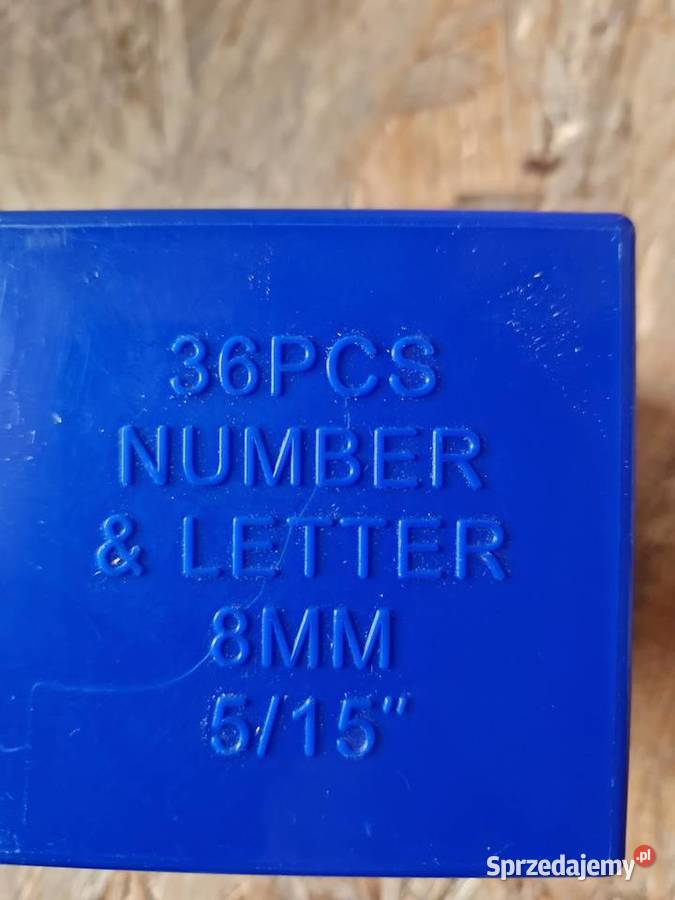 36PCS
NUMBER
& LETTER
8MM
5/15"
Sprzedajemy.pl